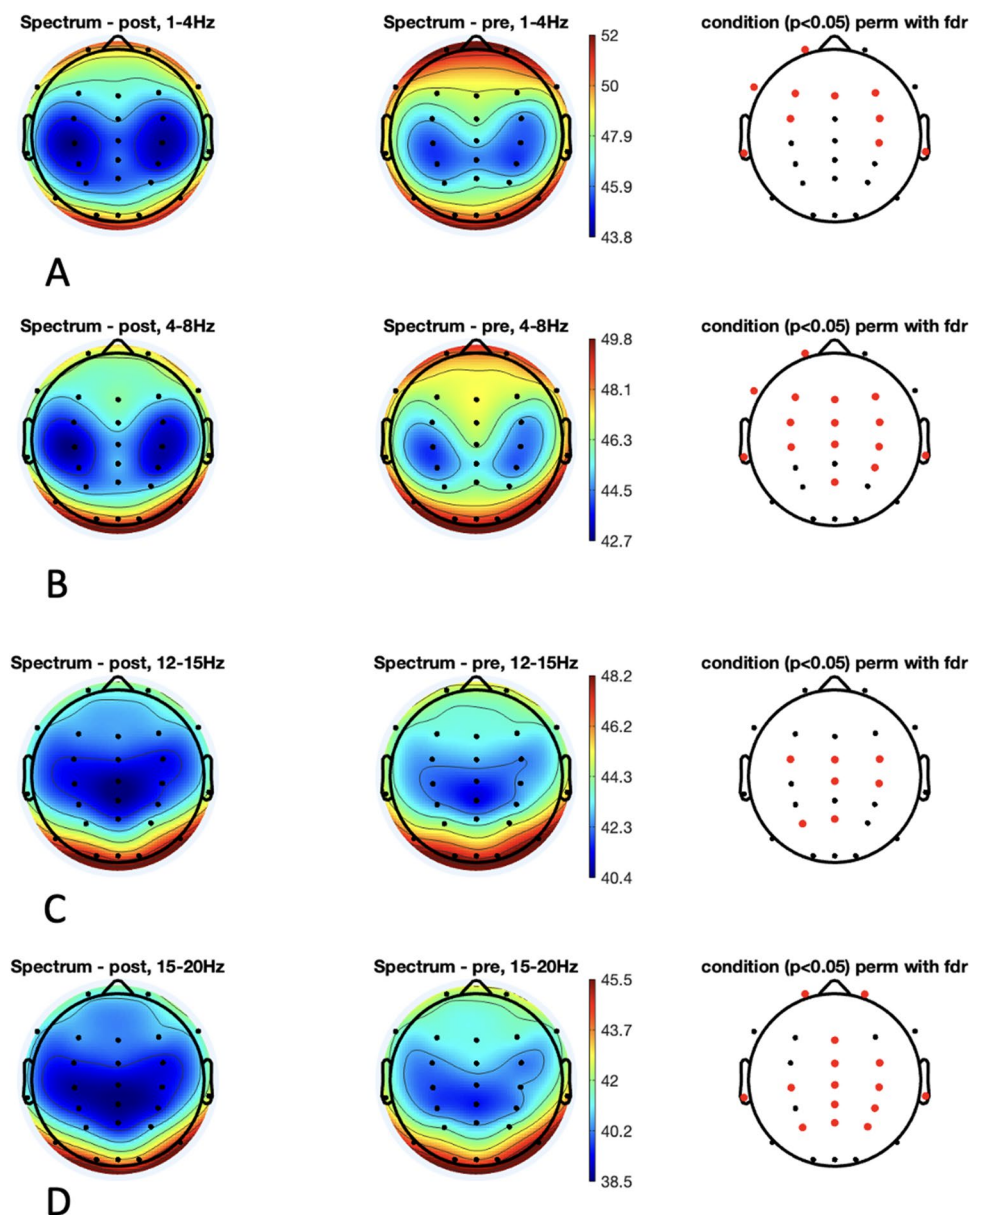 Spectrum - post, 1-4Hz Spectrum - pre, 1-4Hz condition (p<0.05) perm with fdr
52
50
47.9
45.9
43.8
A
Spectrum - post, 4-8Hz Spectrum - pre, 4-8Hz condition (p<0.05) perm with fdr
49.8
48.1
46.3
44.5
42.7
B
Spectrum - post, 12-15Hz Spectrum - pre, 12-15Hz condition (p<0.05) perm with fdr
48.2
46.2
44.3
42.3
40.4
C
Spectrum - post, 15-20Hz Spectrum - pre, 15-20Hz condition (p<0.05) perm with fdr
45.5
43.7
42
40.2
38.5
D